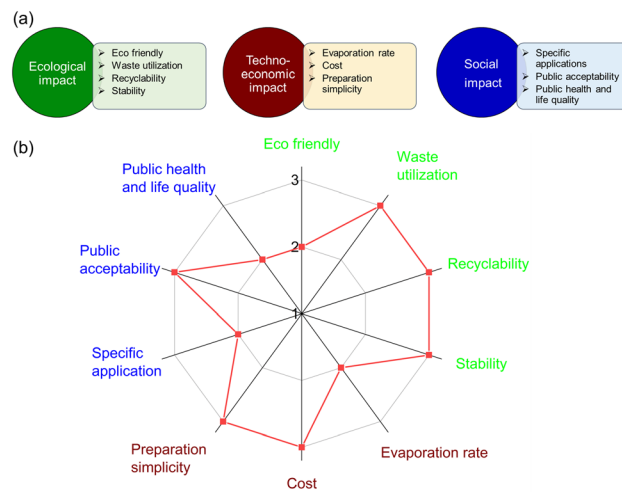 (a)
Ecological
impact
➢ Eco friendly
➢ Waste utilization
➢ Recyclability
➢ Stability
Techno-
economic
impact
➢ Evaporation rate
➢ Cost
➢ Preparation
simplicity
Social
impact
➢ Specific
applications
➢ Public acceptability
➢ Public health and
life quality
(b)
Eco friendly
Waste
utilization
Recyclability
Stability
Evaporation rate
Cost
Preparation
simplicity
Specific
application
Public
acceptability
Public health
and life quality
3
2
1